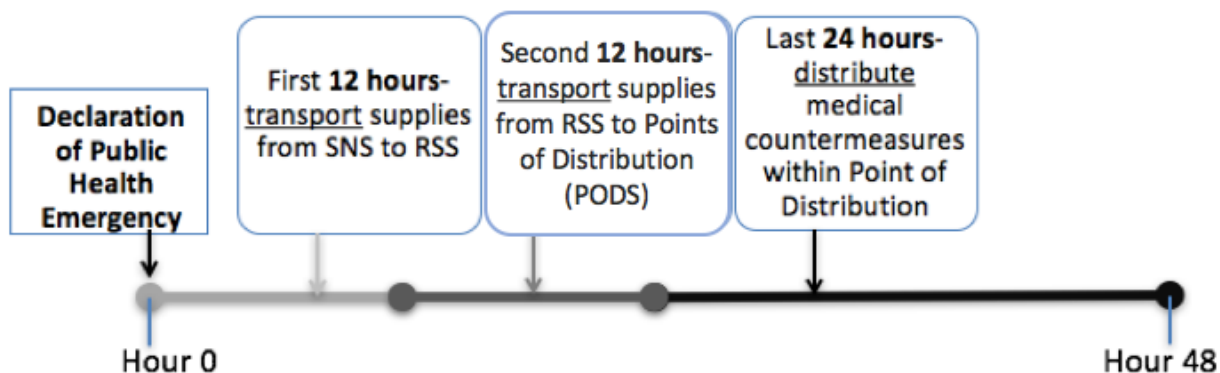 Declaration
of Public
Health
Emergency
First 12 hours-
transport supplies
from SNS to RSS
Second 12 hours-
transport supplies
from RSS to Points
of Distribution
(PODS)
Last 24 hours-
distribute
medical
countermeasures
within Point of
Distribution
Hour 0
Hour 48